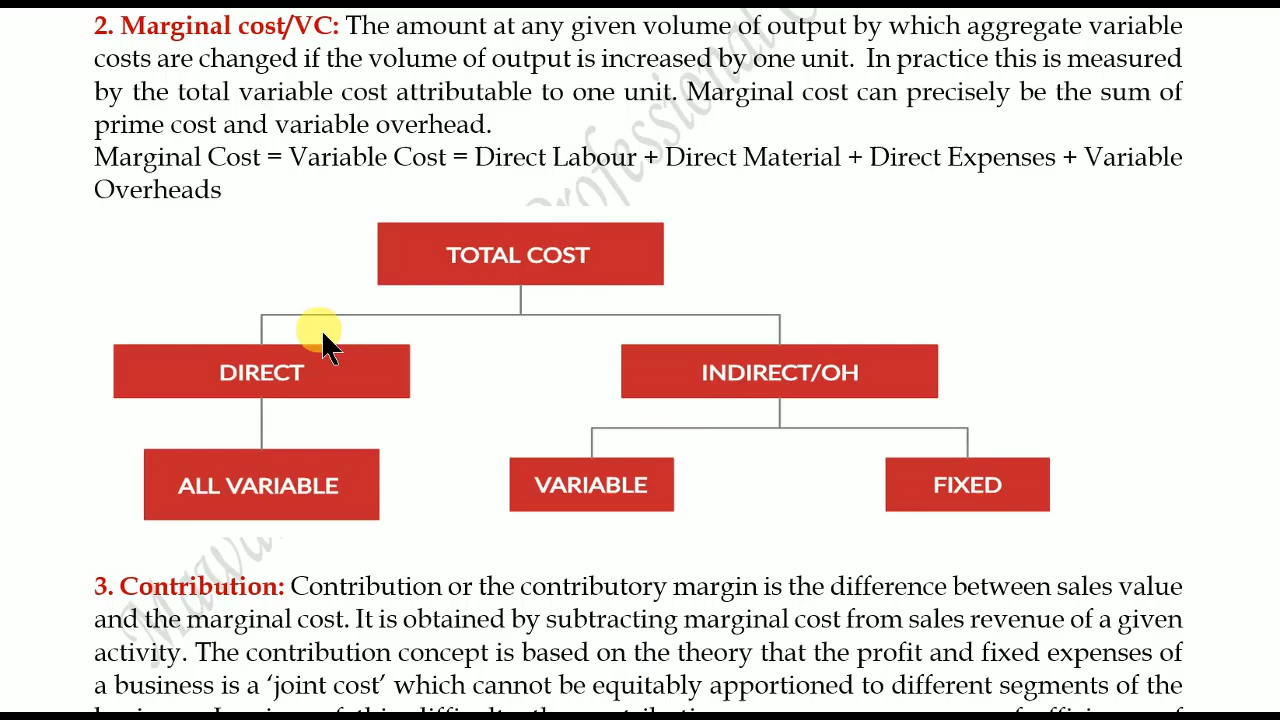 2. Marginal cost/VC: The amount at any given volume of output by which aggregate variable
costs are changed if the volume of output is increased by one unit. In practice this is measured
by the total variable cost attributable to one unit. Marginal cost can precisely be the sum of
prime cost and variable overhead.
Marginal Cost = Variable Cost = Direct Labour + Direct Material + Direct Expenses + Variable
Overheads
TOTAL COST
DIRECT
INDIRECT/OH
ALL VARIABLE
VARIABLE
FIXED
3. Contribution: Contribution or the contributory margin is the difference between sales value
and the marginal cost. It is obtained by subtracting marginal cost from sales revenue of a given
activity. The contribution concept is based on the theory that the profit and fixed expenses of
a business is a ‘joint cost’ which cannot be equitably apportioned to different segments of the
Professional